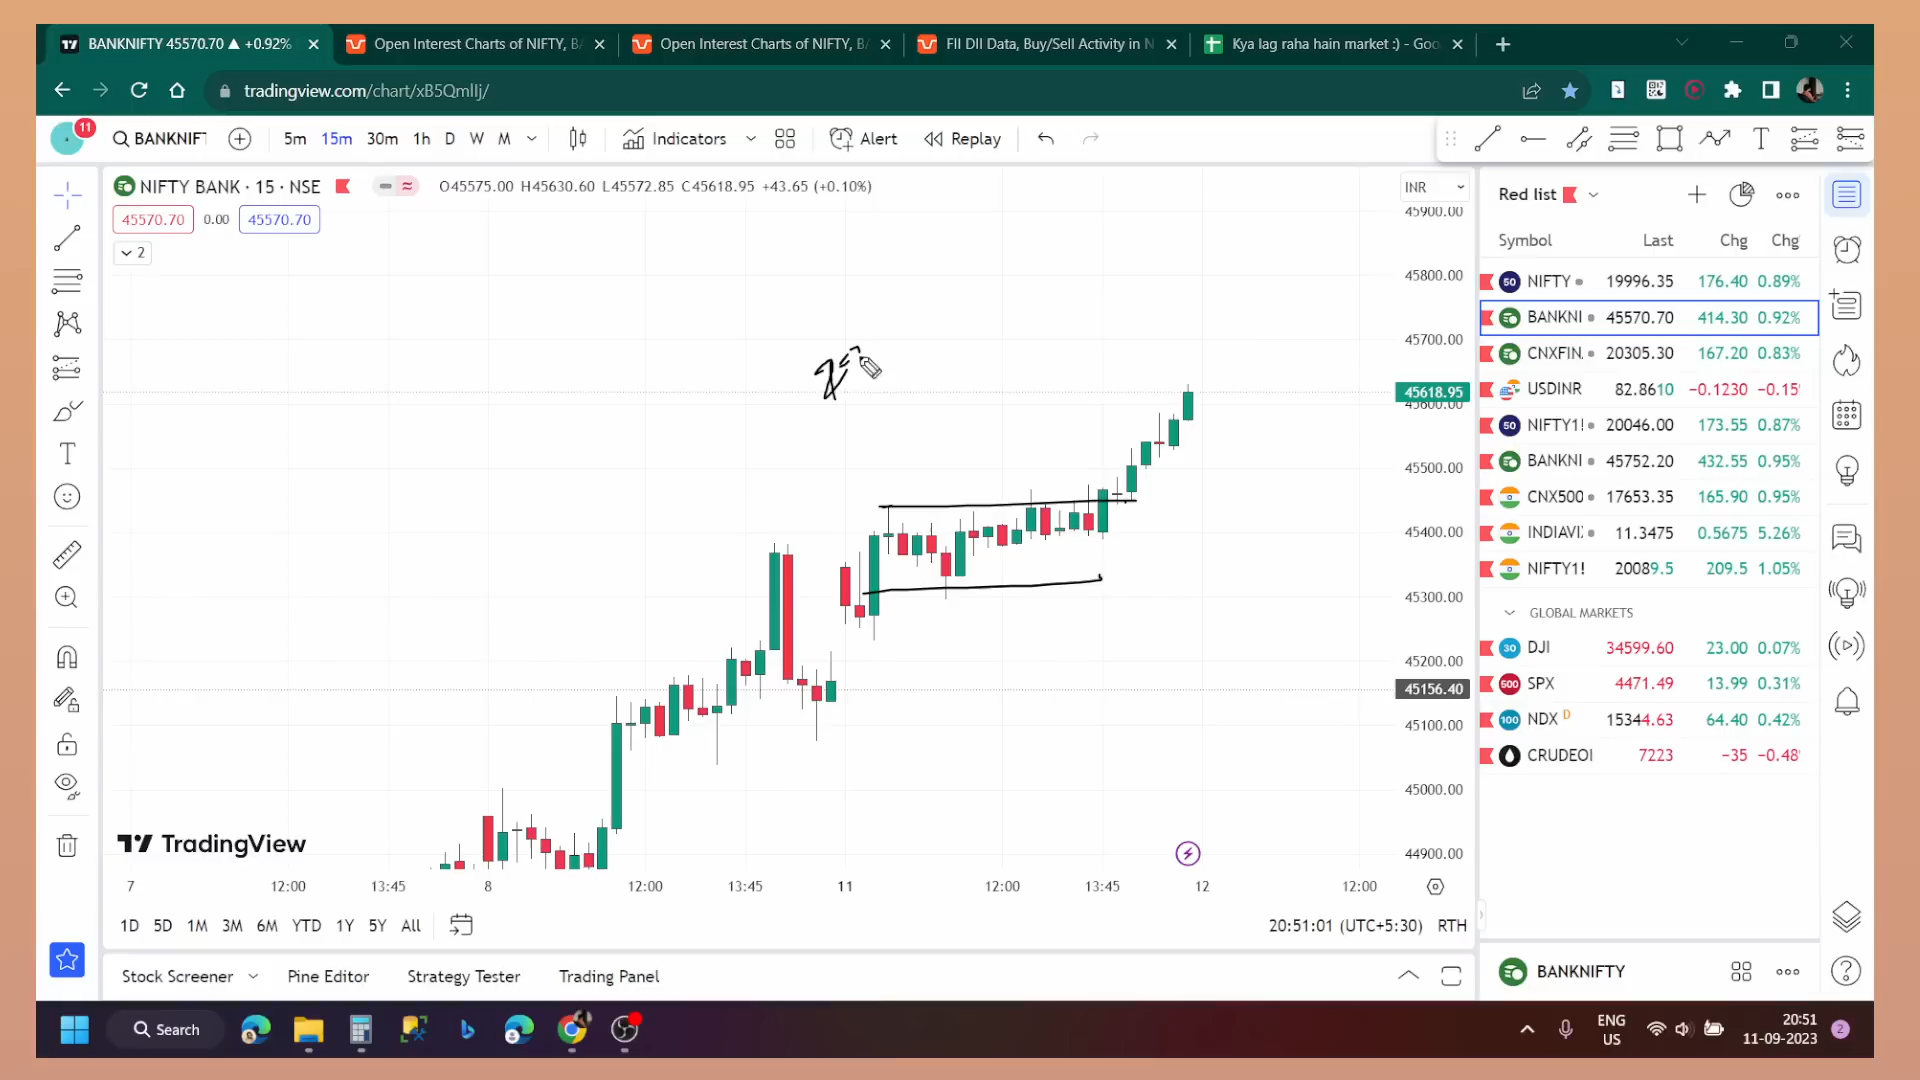 BANKNIFTY 45570.70 ▲ +0.92%
Open Interest Charts of NIFTY, B
Open Interest Charts of NIFTY, B
FII DII Data, Buy/Sell Activity in N
Kya lag raha hain market :) - Goo
tradingview.com/chart/xB5QmlIj/
11
BANKNIF
5m 15m 30m 1h D W M
Indicators
Alert
Replay
NIFTY BANK · 15 · NSE
O45575.00 H45630.60 L45572.85 C45618.95 +43.65 (+0.10%)
INR
45570.70 0.00 45570.70
2
45900.00
45800.00
45700.00
45618.95
45600.00
45500.00
45400.00
45300.00
45200.00
45156.40
45100.00
45000.00
44900.00
TradingView
7 12:00 13:45 8 12:00 13:45 11 12:00 13:45 12 12:00
1D 5D 1M 3M 6M YTD 1Y 5Y All
20:51:01 (UTC+5:30) RTH
Stock Screener Pine Editor Strategy Tester Trading Panel
Red list
Symbol Last Chg Chg
50 NIFTY 19996.35 176.40 0.89%
BANKNI 45570.70 414.30 0.92%
CNXFIN. 20305.30 167.20 0.83%
USDINR 82.8610 −0.1230 −0.15
50 NIFTY1! 20046.00 173.55 0.87%
BANKNI 45752.20 432.55 0.95%
CNX500 17653.35 165.90 0.95%
INDIAVI 11.3475 0.5675 5.26%
NIFTY1! 20089.5 209.5 1.05%
GLOBAL MARKETS
30 DJI 34599.60 23.00 0.07%
500 SPX 4471.49 13.99 0.31%
100 NDX D 15344.63 64.40 0.42%
CRUDEOI 7223 −35 −0.48
BANKNIFTY
Search
ENG
US
20:51
11-09-2023
2